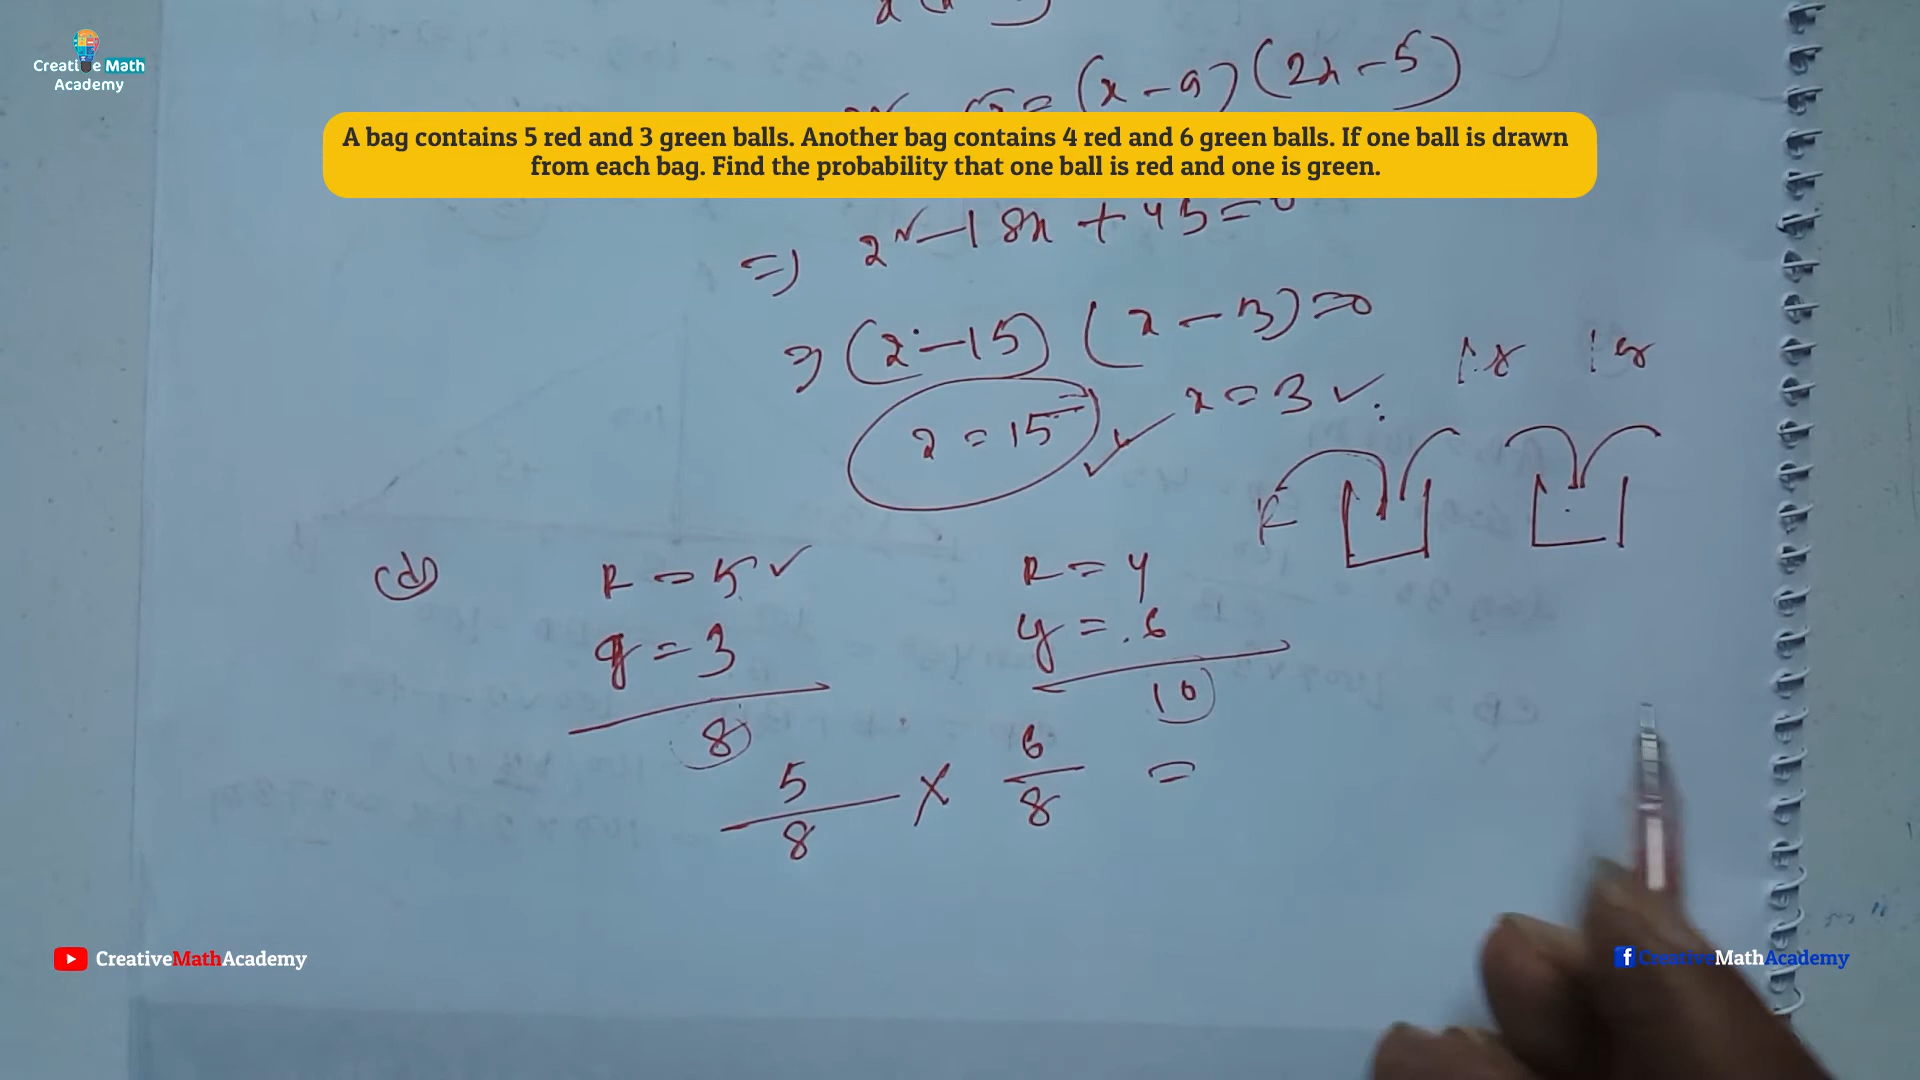 Creative Math
Academy
= (x - 9) (2x - 5)
A bag contains 5 red and 3 green balls. Another bag contains 4 red and 6 green balls. If one ball is drawn
from each bag. Find the probability that one ball is red and one is green.
=> x² - 18x + 45 = 0
=> (x - 15) (x - 3) = 0
x = 15
x = 3 ✓
R
(d)
R = 5 ✓
g = 3
8
R = 4
y = 6
10
5/8 × 6/8 =
CreativeMathAcademy
CreativeMathAcademy